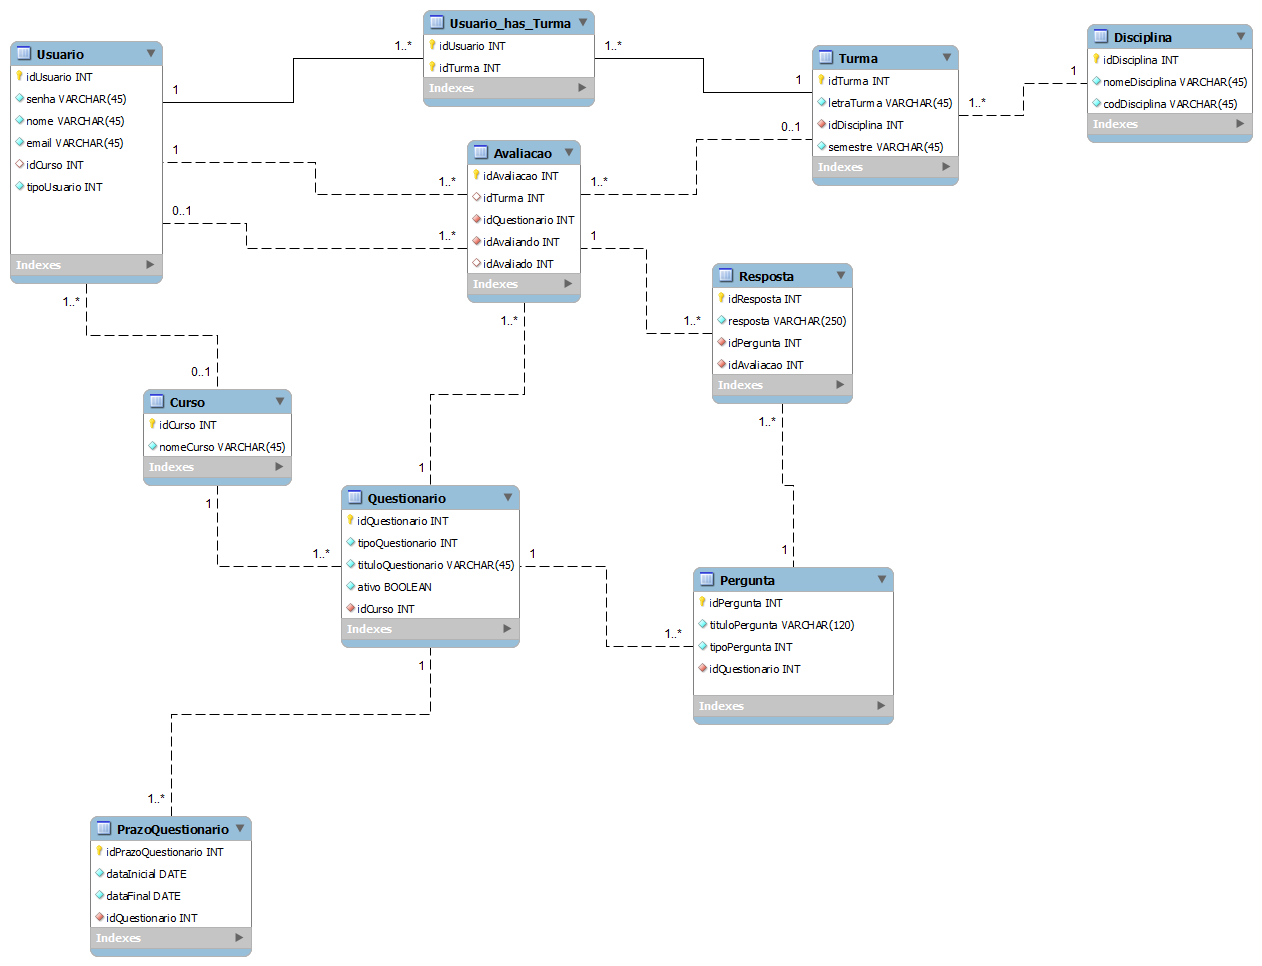 Usuario
idUsuario INT
senha VARCHAR(45)
nome VARCHAR(45)
email VARCHAR(45)
idCurso INT
tipoUsuario INT
Indexes
1
1..*
Usuario_has_Turma
idUsuario INT
idTurma INT
Indexes
1..*
1
Turma
idTurma INT
letraTurma VARCHAR(45)
idDisciplina INT
semestre VARCHAR(45)
Indexes
1..*
1
Disciplina
idDisciplina INT
nomeDisciplina VARCHAR(45)
codDisciplina VARCHAR(45)
Indexes
1
1..*
0..1
1..*
Avaliacao
idAvaliacao INT
idTurma INT
idQuestionario INT
idAvaliando INT
idAvaliado INT
Indexes
1..*
0..1
1
1..*
Resposta
idResposta INT
resposta VARCHAR(250)
idPergunta INT
idAvaliacao INT
Indexes
1..*
0..1
Curso
idCurso INT
nomeCurso VARCHAR(45)
Indexes
1..*
1
1
1..*
Questionario
idQuestionario INT
tipoQuestionario INT
tituloQuestionario VARCHAR(45)
ativo BOOLEAN
idCurso INT
Indexes
1
1..*
1..*
1
Pergunta
idPergunta INT
tituloPergunta VARCHAR(120)
tipoPergunta INT
idQuestionario INT
Indexes
1
1..*
PrazoQuestionario
idPrazoQuestionario INT
dataInicial DATE
dataFinal DATE
idQuestionario INT
Indexes